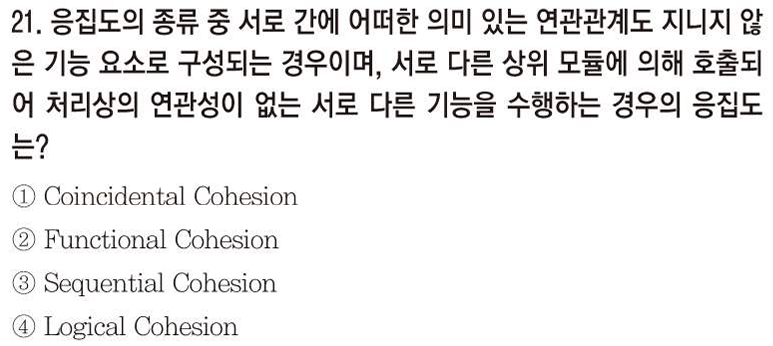 21. 응집도의 종류 중 서로 간에 어떠한 의미 있는 연관관계도 지니지 않
은 기능 요소로 구성되는 경우이며, 서로 다른 상위 모듈에 의해 호출되
어 처리상의 연관성이 없는 서로 다른 기능을 수행하는 경우의 응집도
는?
① Coincidental Cohesion
② Functional Cohesion
③ Sequential Cohesion
④ Logical Cohesion